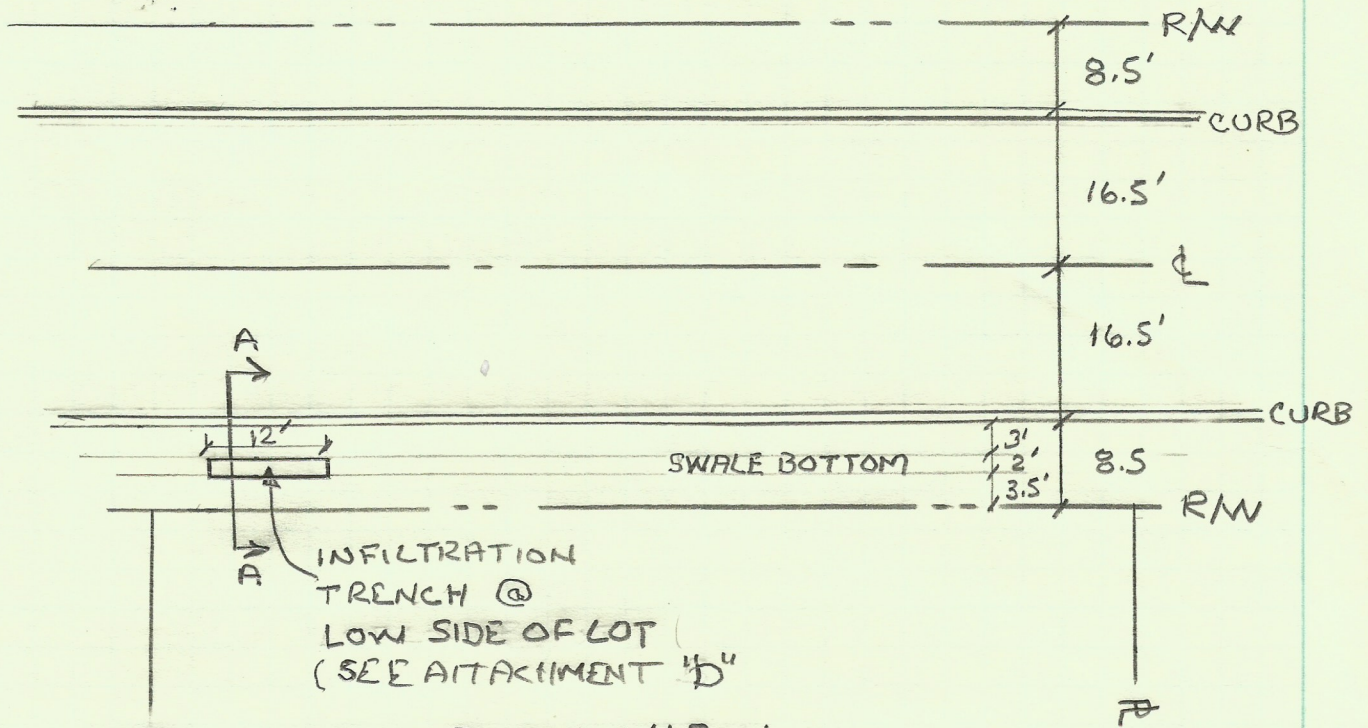 R/W
8.5'
CURB
16.5'
℄
16.5'
A
CURB
12'
3'
SWALE BOTTOM
2'
8.5
3.5'
R/W
A
INFILTRATION
TRENCH @
LOW SIDE OF LOT
(SEE ATTACHMENT "D"